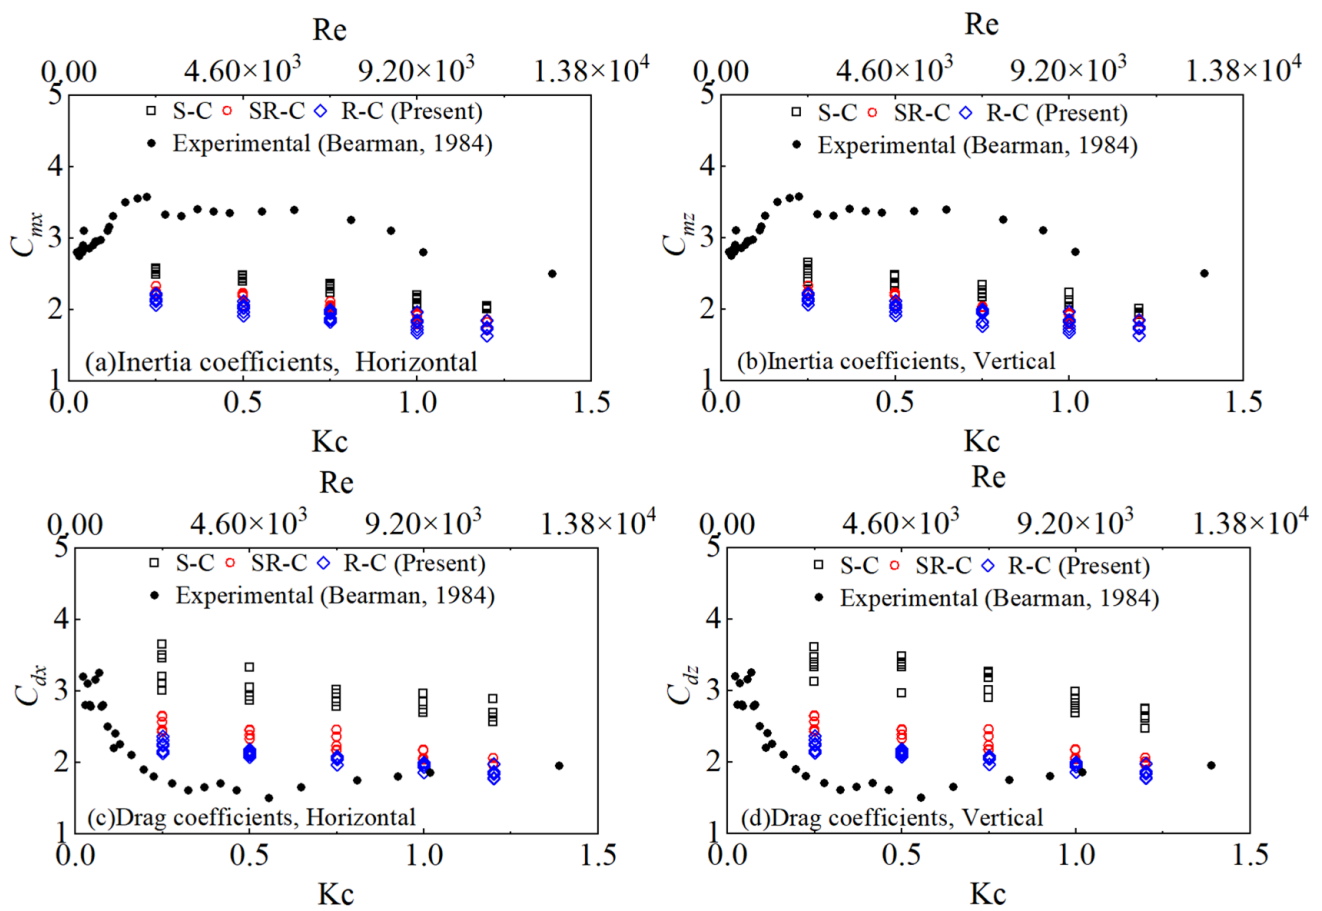 Re
0.00 4.60×10³ 9.20×10³ 1.38×10⁴
5
S-C SR-C R-C (Present)
Experimental (Bearman, 1984)
4
3
2
1
Cmx
(a)Inertia coefficients, Horizontal
0.0 0.5 1.0 1.5
Kc
Re
0.00 4.60×10³ 9.20×10³ 1.38×10⁴
5
S-C SR-C R-C (Present)
Experimental (Bearman, 1984)
4
3
2
1
Cmz
(b)Inertia coefficients, Vertical
0.0 0.5 1.0 1.5
Kc
Re
0.00 4.60×10³ 9.20×10³ 1.38×10⁴
5
S-C SR-C R-C (Present)
Experimental (Bearman, 1984)
4
3
2
1
Cdx
(c)Drag coefficients, Horizontal
0.0 0.5 1.0 1.5
Kc
Re
0.00 4.60×10³ 9.20×10³ 1.38×10⁴
5
S-C SR-C R-C (Present)
Experimental (Bearman, 1984)
4
3
2
1
Cdz
(d)Drag coefficients, Vertical
0.0 0.5 1.0 1.5
Kc